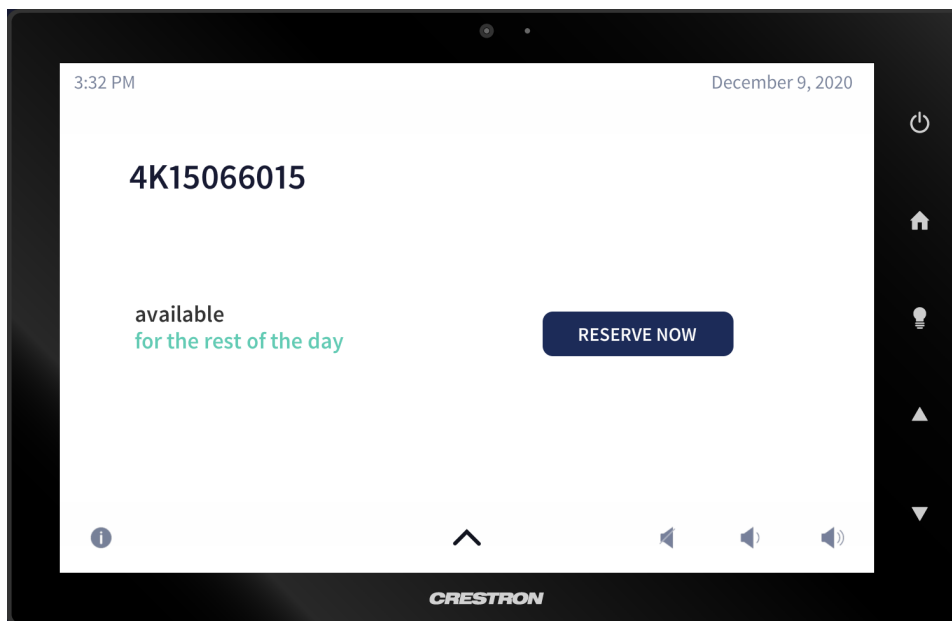 3:32 PM
December 9, 2020
4K15066015
available
for the rest of the day
RESERVE NOW
CRESTRON